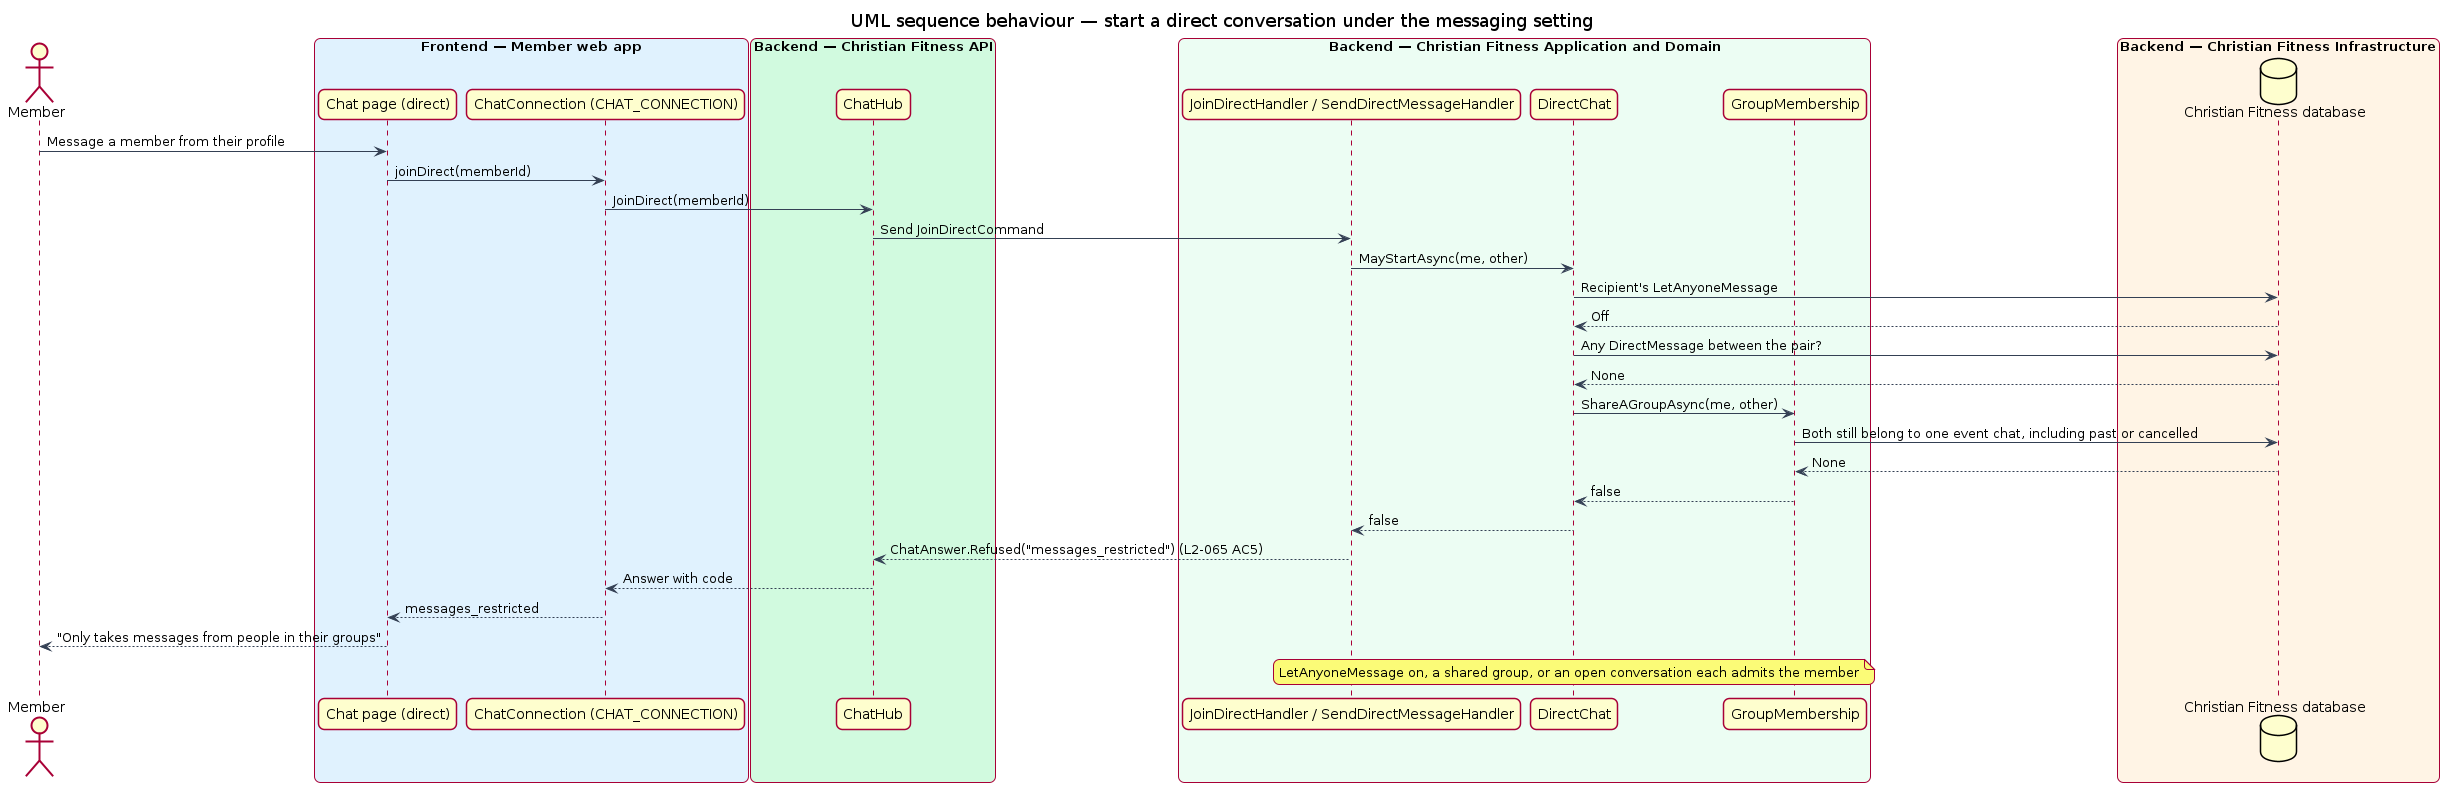 UML sequence behaviour — start a direct conversation under the messaging setting
Frontend — Member web app
Backend — Christian Fitness API
Backend — Christian Fitness Application and Domain
Backend — Christian Fitness Infrastructure
Member
Chat page (direct)
ChatConnection (CHAT_CONNECTION)
ChatHub
JoinDirectHandler / SendDirectMessageHandler
DirectChat
GroupMembership
Christian Fitness database
Message a member from their profile
joinDirect(memberId)
JoinDirect(memberId)
Send JoinDirectCommand
MayStartAsync(me, other)
Recipient's LetAnyoneMessage
Off
Any DirectMessage between the pair?
None
ShareAGroupAsync(me, other)
Both still belong to one event chat, including past or cancelled
None
false
false
ChatAnswer.Refused("messages_restricted") (L2-065 AC5)
Answer with code
messages_restricted
"Only takes messages from people in their groups"
LetAnyoneMessage on, a shared group, or an open conversation each admits the member
Member
Chat page (direct)
ChatConnection (CHAT_CONNECTION)
ChatHub
JoinDirectHandler / SendDirectMessageHandler
DirectChat
GroupMembership
Christian Fitness database